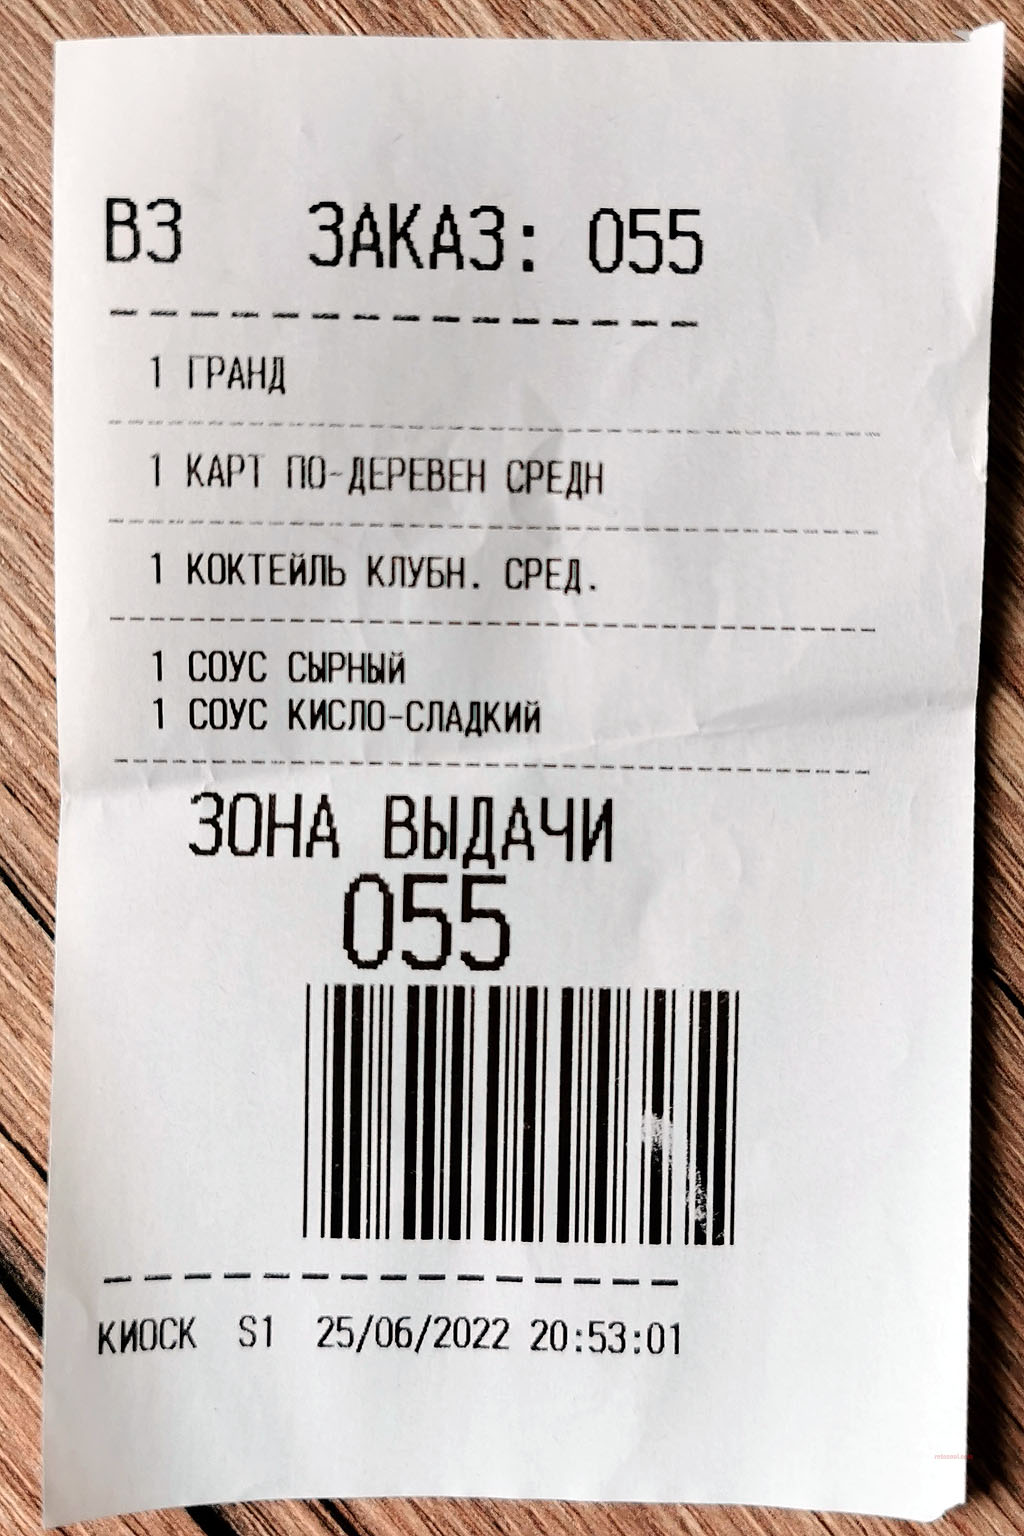 ВЗ ЗАКАЗ: 055
1 ГРАНД
1 КАРТ ПО-ДЕРЕВЕН СРЕДН
1 КОКТЕЙЛЬ КЛУБН. СРЕД.
1 СОУС СЫРНЫЙ
1 СОУС КИСЛО-СЛАДКИЙ
ЗОНА ВЫДАЧИ
055
КИОСК S1 25/06/2022 20:53:01